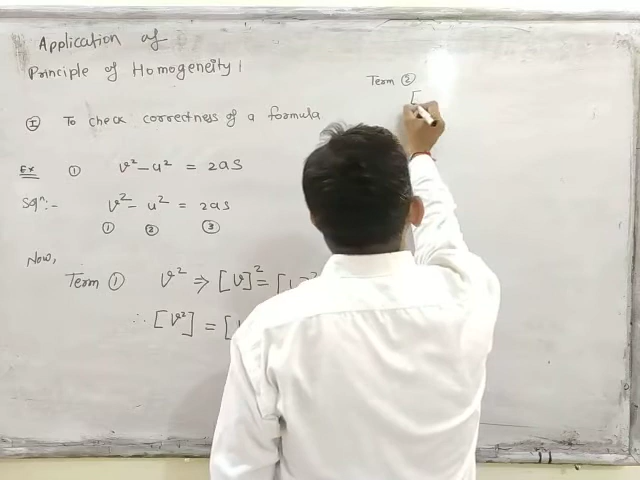 Application of
Principle of Homogeneity!
Ⓘ To check correctness of a formula
Ex ① v² - u² = 2as
Solⁿ:- v² - u² = 2as
① ② ③
Now,
Term ① v² ⇒ [v]² = [
∴ [v²] = [
Term ②
[